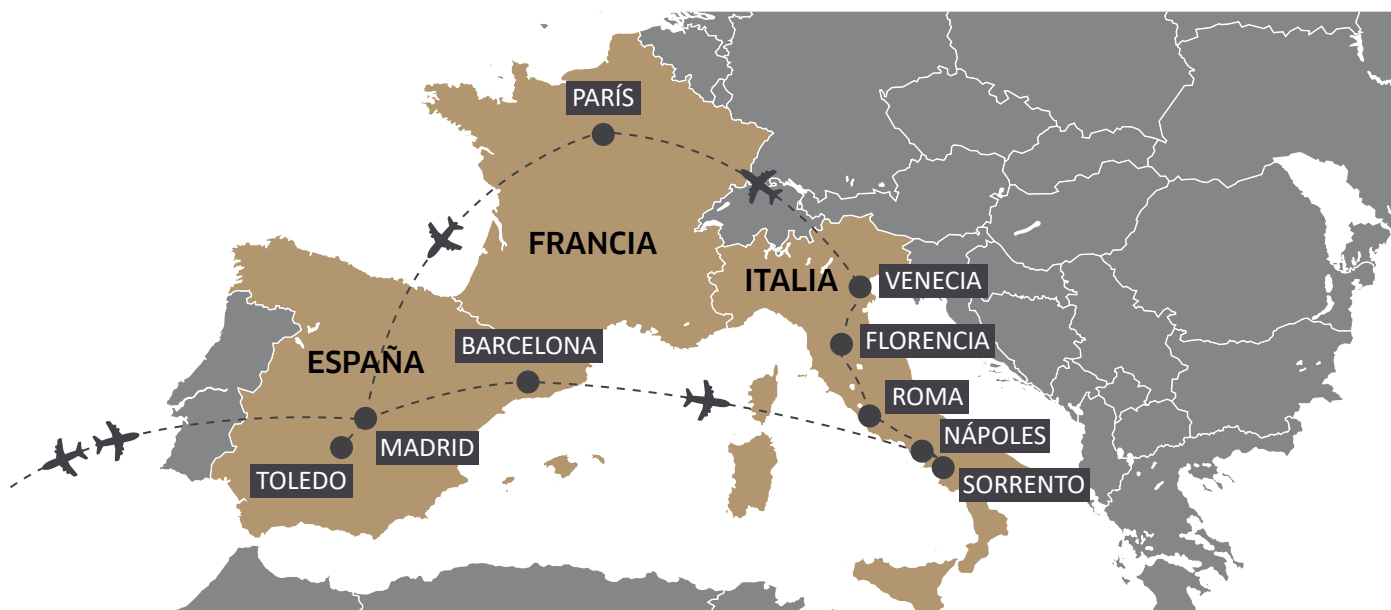 PARÍS
FRANCIA
ITALIA
VENECIA
FLORENCIA
BARCELONA
ESPAÑA
ROMA
MADRID
NÁPOLES
TOLEDO
SORRENTO